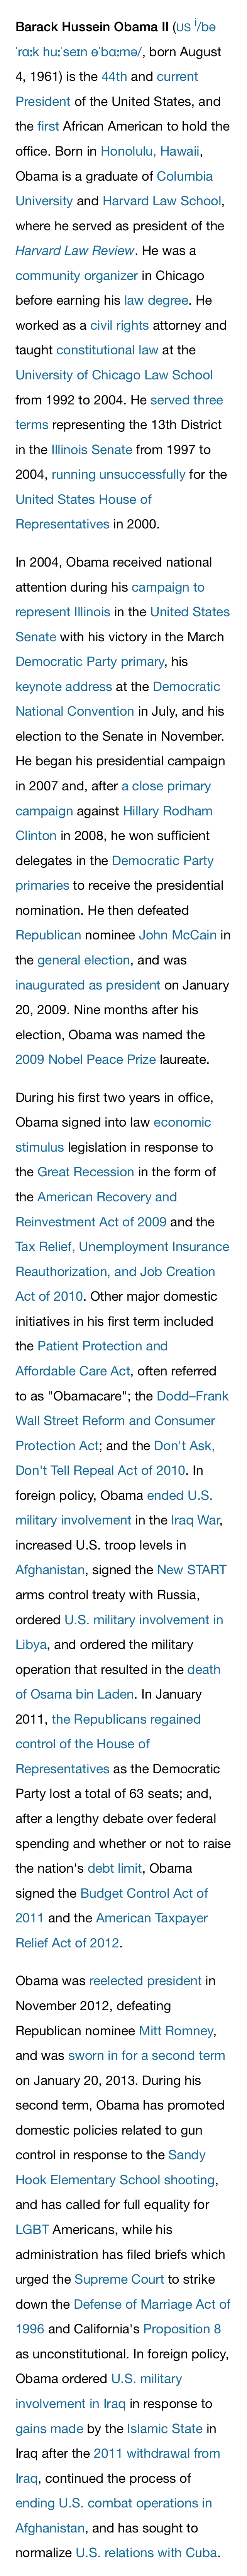 Barack Hussein Obama II (US i/bə
ˈrɑːk huːˈseɪn oʊˈbɑːmə/, born August
4, 1961) is the 44th and current
President of the United States, and
the first African American to hold the
office. Born in Honolulu, Hawaii,
Obama is a graduate of Columbia
University and Harvard Law School,
where he served as president of the
Harvard Law Review. He was a
community organizer in Chicago
before earning his law degree. He
worked as a civil rights attorney and
taught constitutional law at the
University of Chicago Law School
from 1992 to 2004. He served three
terms representing the 13th District
in the Illinois Senate from 1997 to
2004, running unsuccessfully for the
United States House of
Representatives in 2000.
In 2004, Obama received national
attention during his campaign to
represent Illinois in the United States
Senate with his victory in the March
Democratic Party primary, his
keynote address at the Democratic
National Convention in July, and his
election to the Senate in November.
He began his presidential campaign
in 2007 and, after a close primary
campaign against Hillary Rodham
Clinton in 2008, he won sufficient
delegates in the Democratic Party
primaries to receive the presidential
nomination. He then defeated
Republican nominee John McCain in
the general election, and was
inaugurated as president on January
20, 2009. Nine months after his
election, Obama was named the
2009 Nobel Peace Prize laureate.
During his first two years in office,
Obama signed into law economic
stimulus legislation in response to
the Great Recession in the form of
the American Recovery and
Reinvestment Act of 2009 and the
Tax Relief, Unemployment Insurance
Reauthorization, and Job Creation
Act of 2010. Other major domestic
initiatives in his first term included
the Patient Protection and
Affordable Care Act, often referred
to as "Obamacare"; the Dodd–Frank
Wall Street Reform and Consumer
Protection Act; and the Don't Ask,
Don't Tell Repeal Act of 2010. In
foreign policy, Obama ended U.S.
military involvement in the Iraq War,
increased U.S. troop levels in
Afghanistan, signed the New START
arms control treaty with Russia,
ordered U.S. military involvement in
Libya, and ordered the military
operation that resulted in the death
of Osama bin Laden. In January
2011, the Republicans regained
control of the House of
Representatives as the Democratic
Party lost a total of 63 seats; and,
after a lengthy debate over federal
spending and whether or not to raise
the nation's debt limit, Obama
signed the Budget Control Act of
2011 and the American Taxpayer
Relief Act of 2012.
Obama was reelected president in
November 2012, defeating
Republican nominee Mitt Romney,
and was sworn in for a second term
on January 20, 2013. During his
second term, Obama has promoted
domestic policies related to gun
control in response to the Sandy
Hook Elementary School shooting,
and has called for full equality for
LGBT Americans, while his
administration has filed briefs which
urged the Supreme Court to strike
down the Defense of Marriage Act of
1996 and California's Proposition 8
as unconstitutional. In foreign policy,
Obama ordered U.S. military
involvement in Iraq in response to
gains made by the Islamic State in
Iraq after the 2011 withdrawal from
Iraq, continued the process of
ending U.S. combat operations in
Afghanistan, and has sought to
normalize U.S. relations with Cuba.